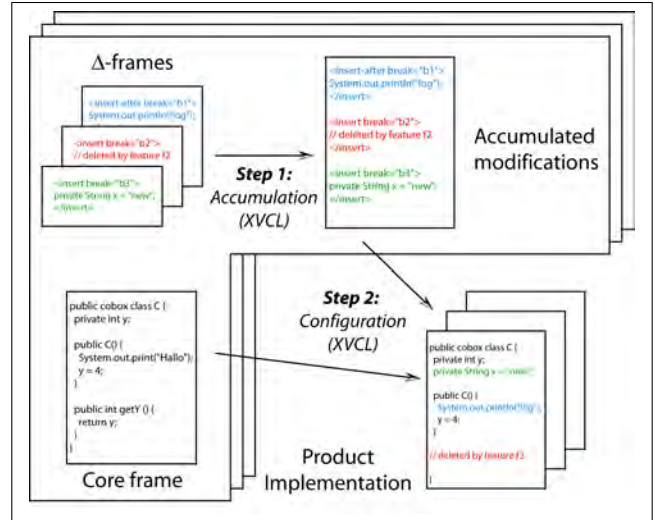 Δ-frames
<insert-after break="b1">
System.out.println("log");
<insert break="b2">
// deleted by feature f2
<insert break="b3">
private String x = "new";
</insert>
Step 1:
Accumulation
(XVCL)
<insert-after break="b1">
System.out.println("log");
</insert>
<insert break="b2">
// deleted by feature f2
</insert>
<insert break="b3">
private String x = "new";
</insert>
Accumulated
modifications
public cobox class C {
private int y;
public C() {
System.out.print("Hallo");
y = 4;
}
public int getY () {
return y;
}
}
Core frame
Step 2:
Configuration
(XVCL)
public cobox class C {
private int y;
private String x = "new";
public C() {
System.out.println("log");
y = 4;
}
// deleted by feature f2
}
Product
Implementation